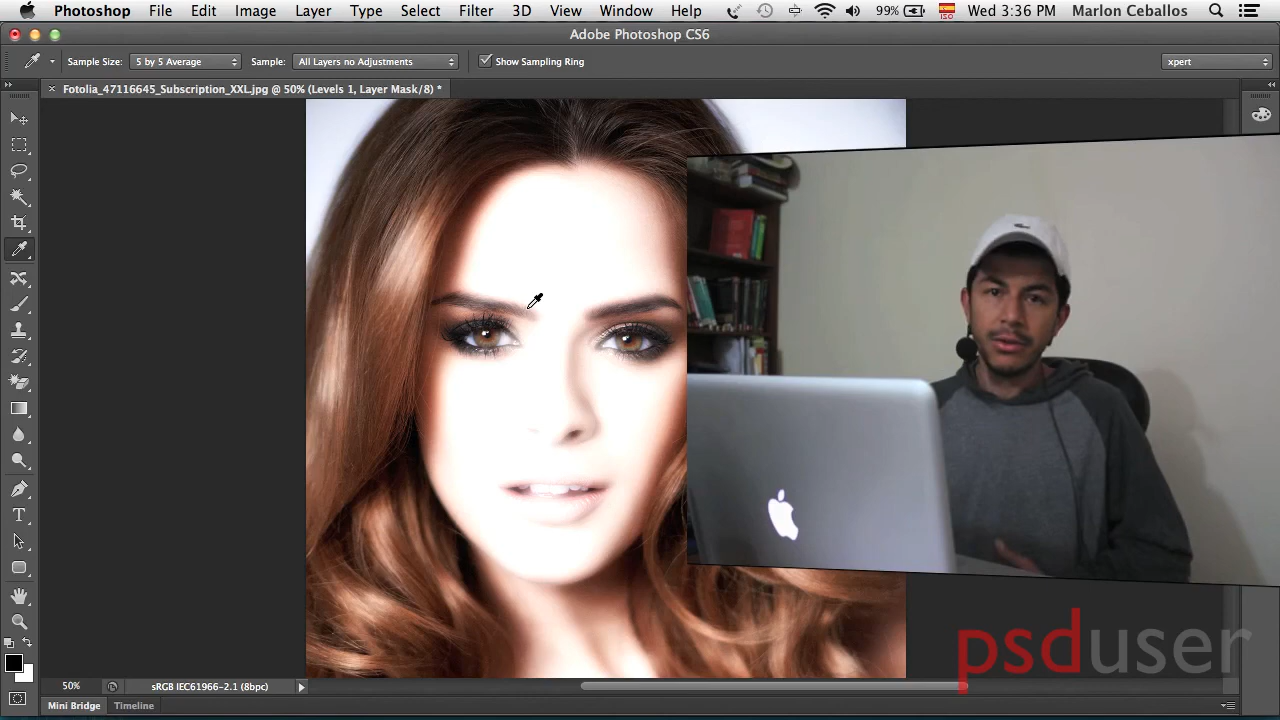 Photoshop File Edit Image Layer Type Select Filter 3D View Window Help 99% ISO Wed 3:36 PM Marlon Ceballos
Adobe Photoshop CS6
Sample Size: 5 by 5 Average Sample: All Layers no Adjustments Show Sampling Ring xpert
Fotolia_47116645_Subscription_XXL.jpg @ 50% (Levels 1, Layer Mask/8) *
psduser
50% sRGB IEC61966-2.1 (8bpc)
Mini Bridge Timeline